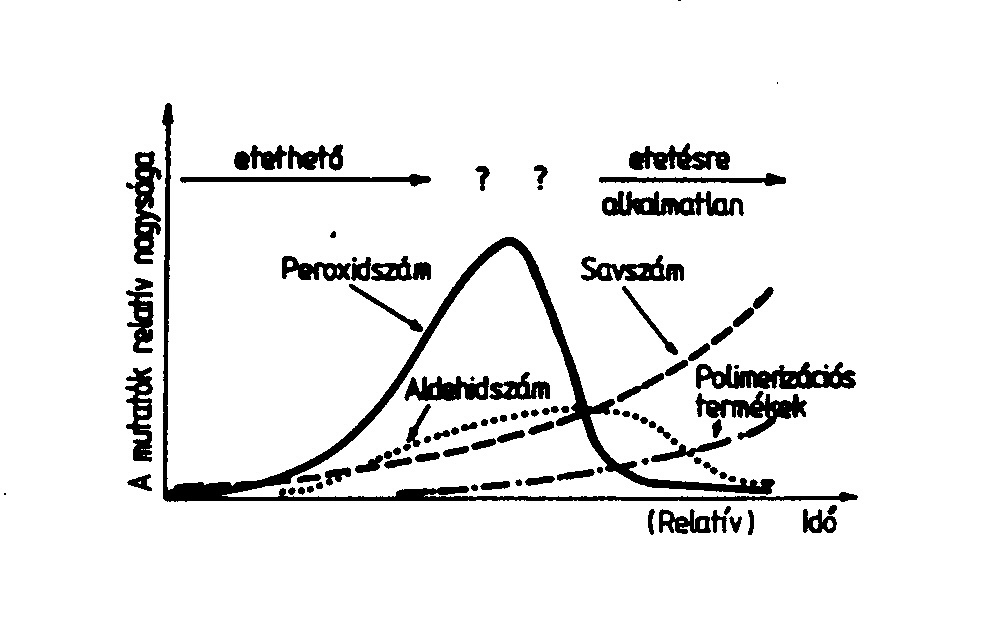 etethető
? ?
etetésre
alkalmatlan
A mutatók relatív nagysága
Peroxidszám
Savszám
Aldehidszám
Polimerizációs
termékek
(Relatív) Idő